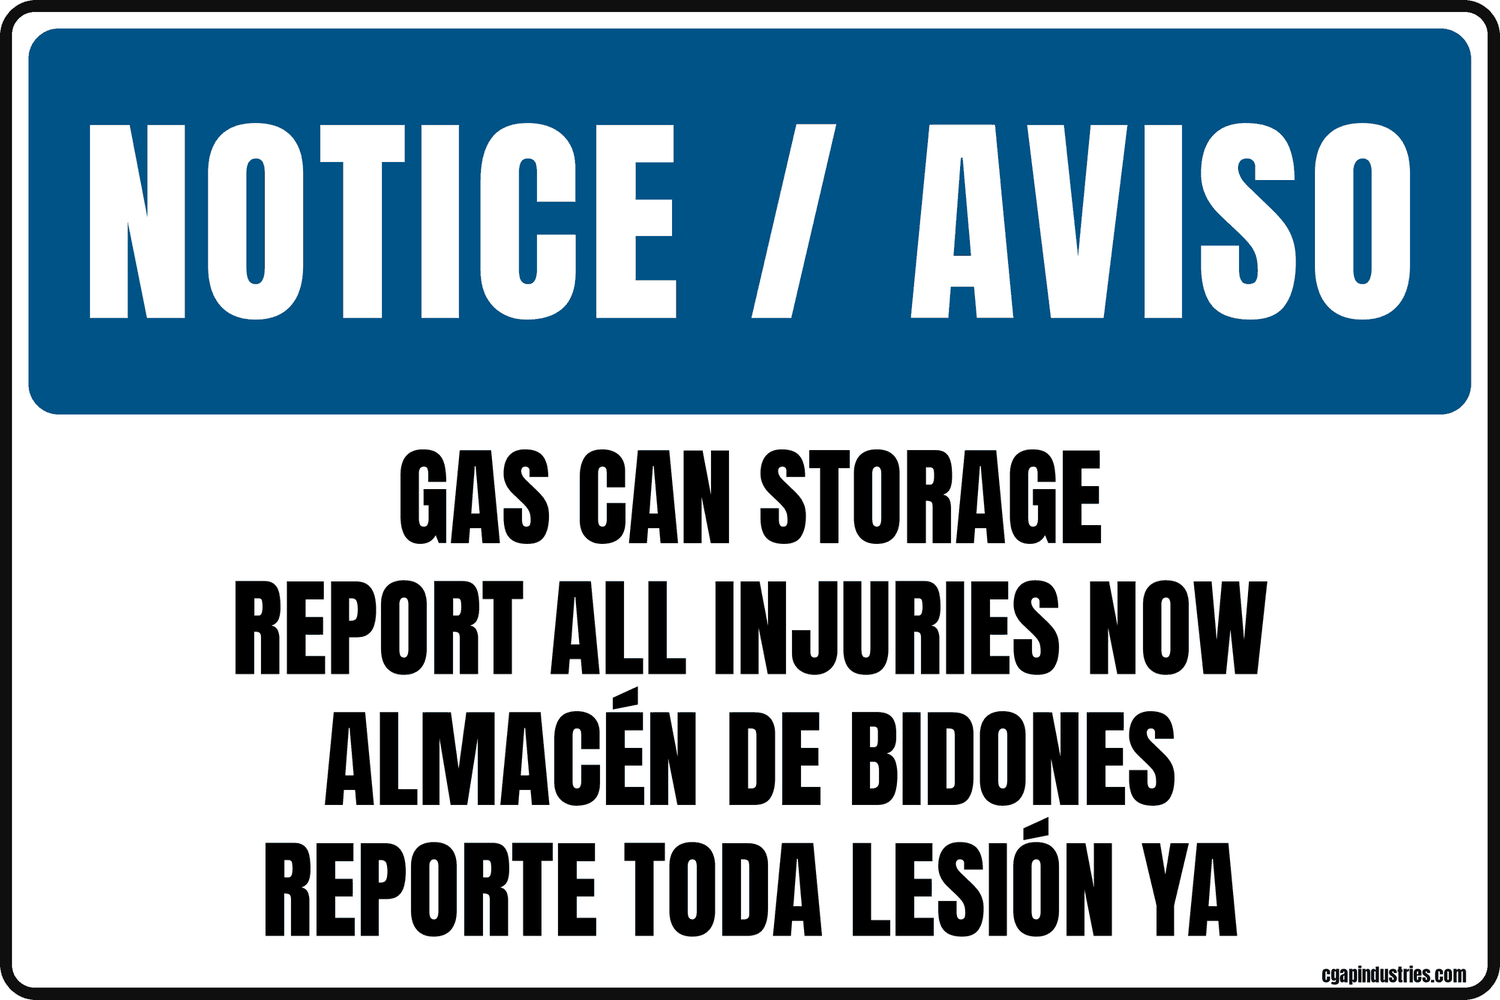 NOTICE / AVISO
GAS CAN STORAGE
REPORT ALL INJURIES NOW
ALMACÉN DE BIDONES
REPORTE TODA LESIÓN YA
cgapindustries.com